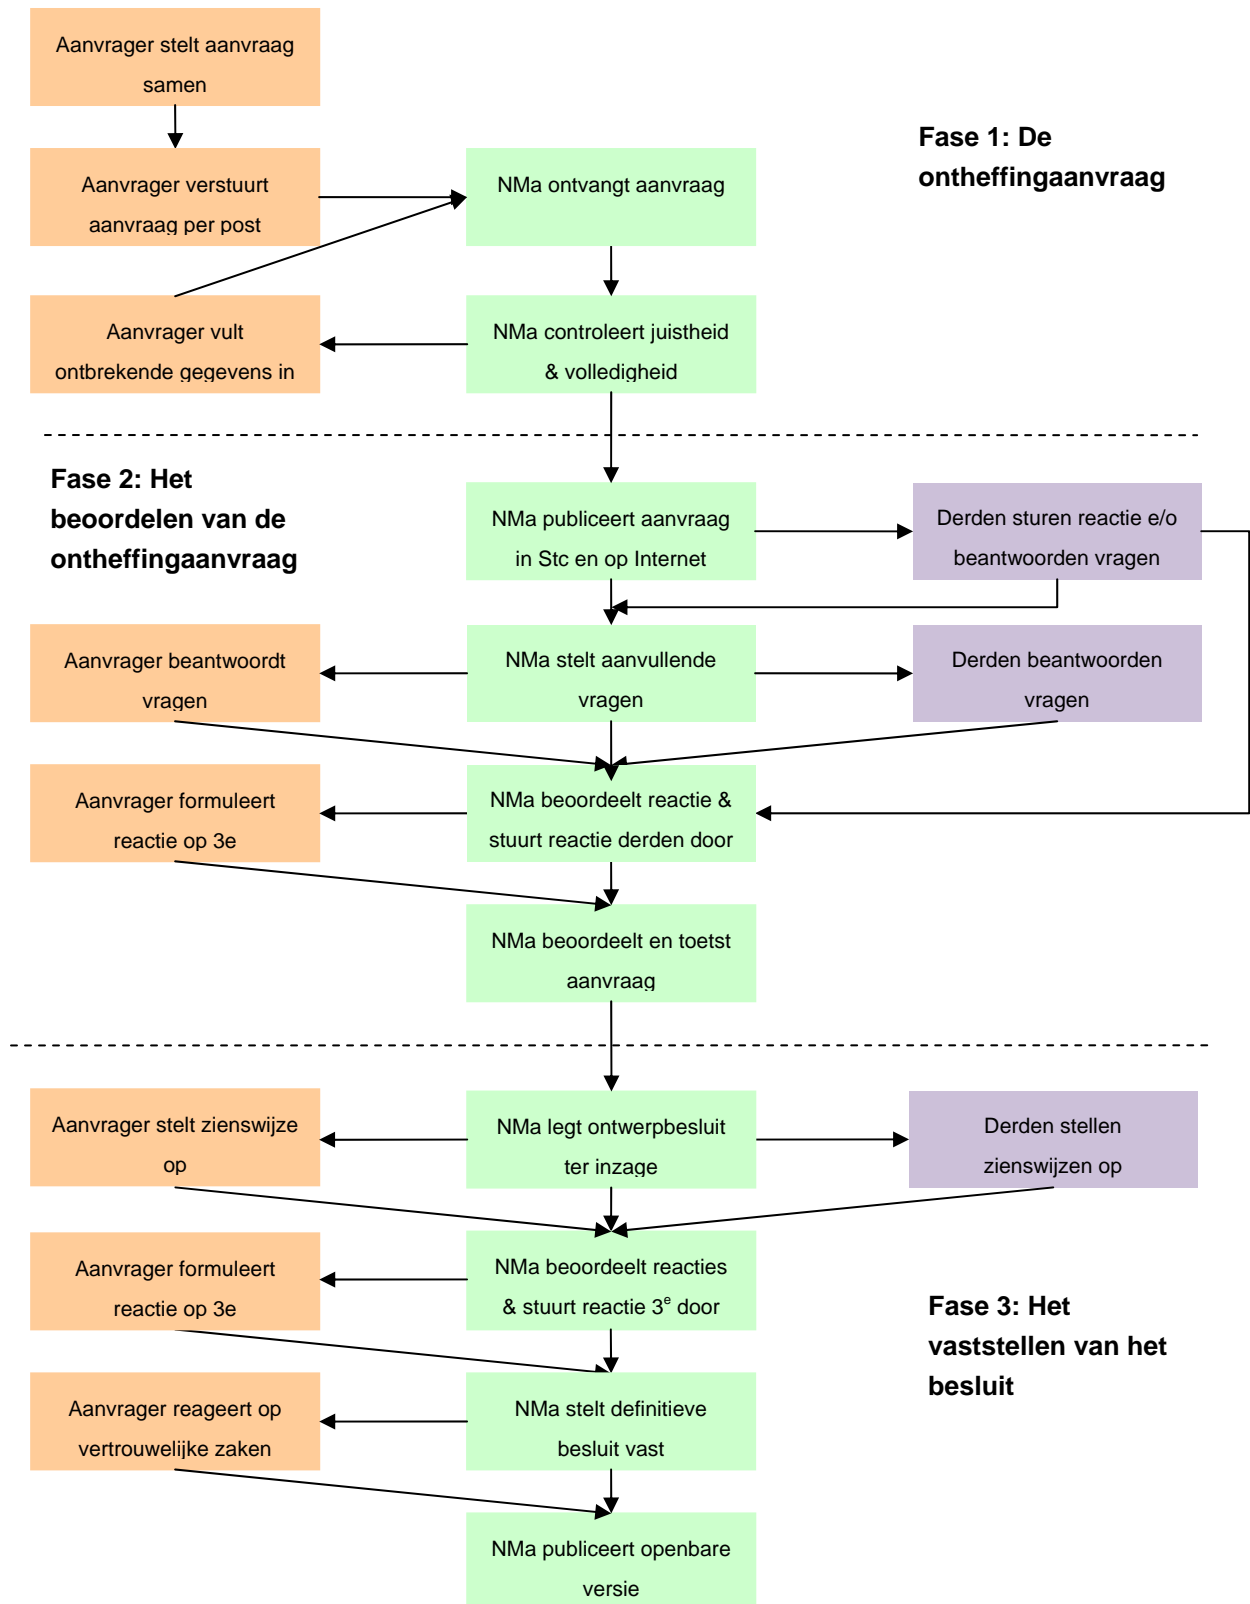 Aanvrager stelt aanvraag
samen
Fase 1: De
ontheffingaanvraag
Aanvrager verstuurt
aanvraag per post
NMa ontvangt aanvraag
Aanvrager vult
ontbrekende gegevens in
NMa controleert juistheid
& volledigheid
Fase 2: Het
beoordelen van de
ontheffingaanvraag
NMa publiceert aanvraag
in Stc en op Internet
Derden sturen reactie e/o
beantwoorden vragen
Aanvrager beantwoordt
vragen
NMa stelt aanvullende
vragen
Derden beantwoorden
vragen
Aanvrager formuleert
reactie op 3e
NMa beoordeelt reactie &
stuurt reactie derden door
NMa beoordeelt en toetst
aanvraag
Aanvrager stelt zienswijze
op
NMa legt ontwerpbesluit
ter inzage
Derden stellen
zienswijzen op
Aanvrager formuleert
reactie op 3e
NMa beoordeelt reacties
& stuurt reactie 3e door
Fase 3: Het
vaststellen van het
besluit
Aanvrager reageert op
vertrouwelijke zaken
NMa stelt definitieve
besluit vast
NMa publiceert openbare
versie